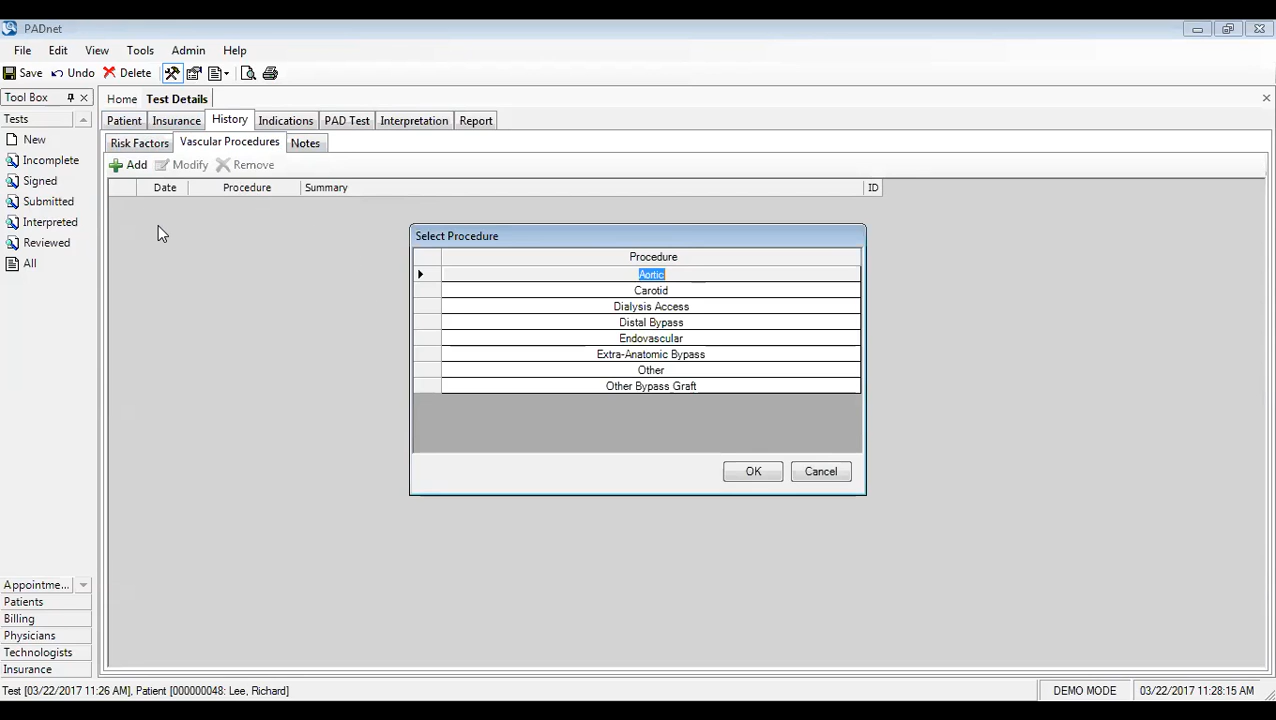 PADnet
File Edit View Tools Admin Help
Save Undo Delete
Tool Box
Home Test Details
Tests
Patient Insurance History Indications PAD Test Interpretation Report
New
Risk Factors Vascular Procedures Notes
Incomplete
Add Modify Remove
Signed
Date Procedure Summary ID
Submitted
Interpreted
Reviewed
All
Select Procedure
Procedure
Aortic
Carotid
Dialysis Access
Distal Bypass
Endovascular
Extra-Anatomic Bypass
Other
Other Bypass Graft
OK Cancel
Appointme...
Patients
Billing
Physicians
Technologists
Insurance
Test [03/22/2017 11:26 AM], Patient [000000048: Lee, Richard] DEMO MODE 03/22/2017 11:28:15 AM